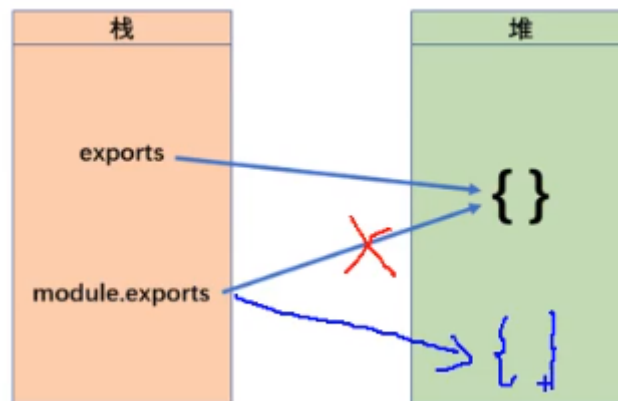 栈 堆
exports
{ }
module.exports
{ }